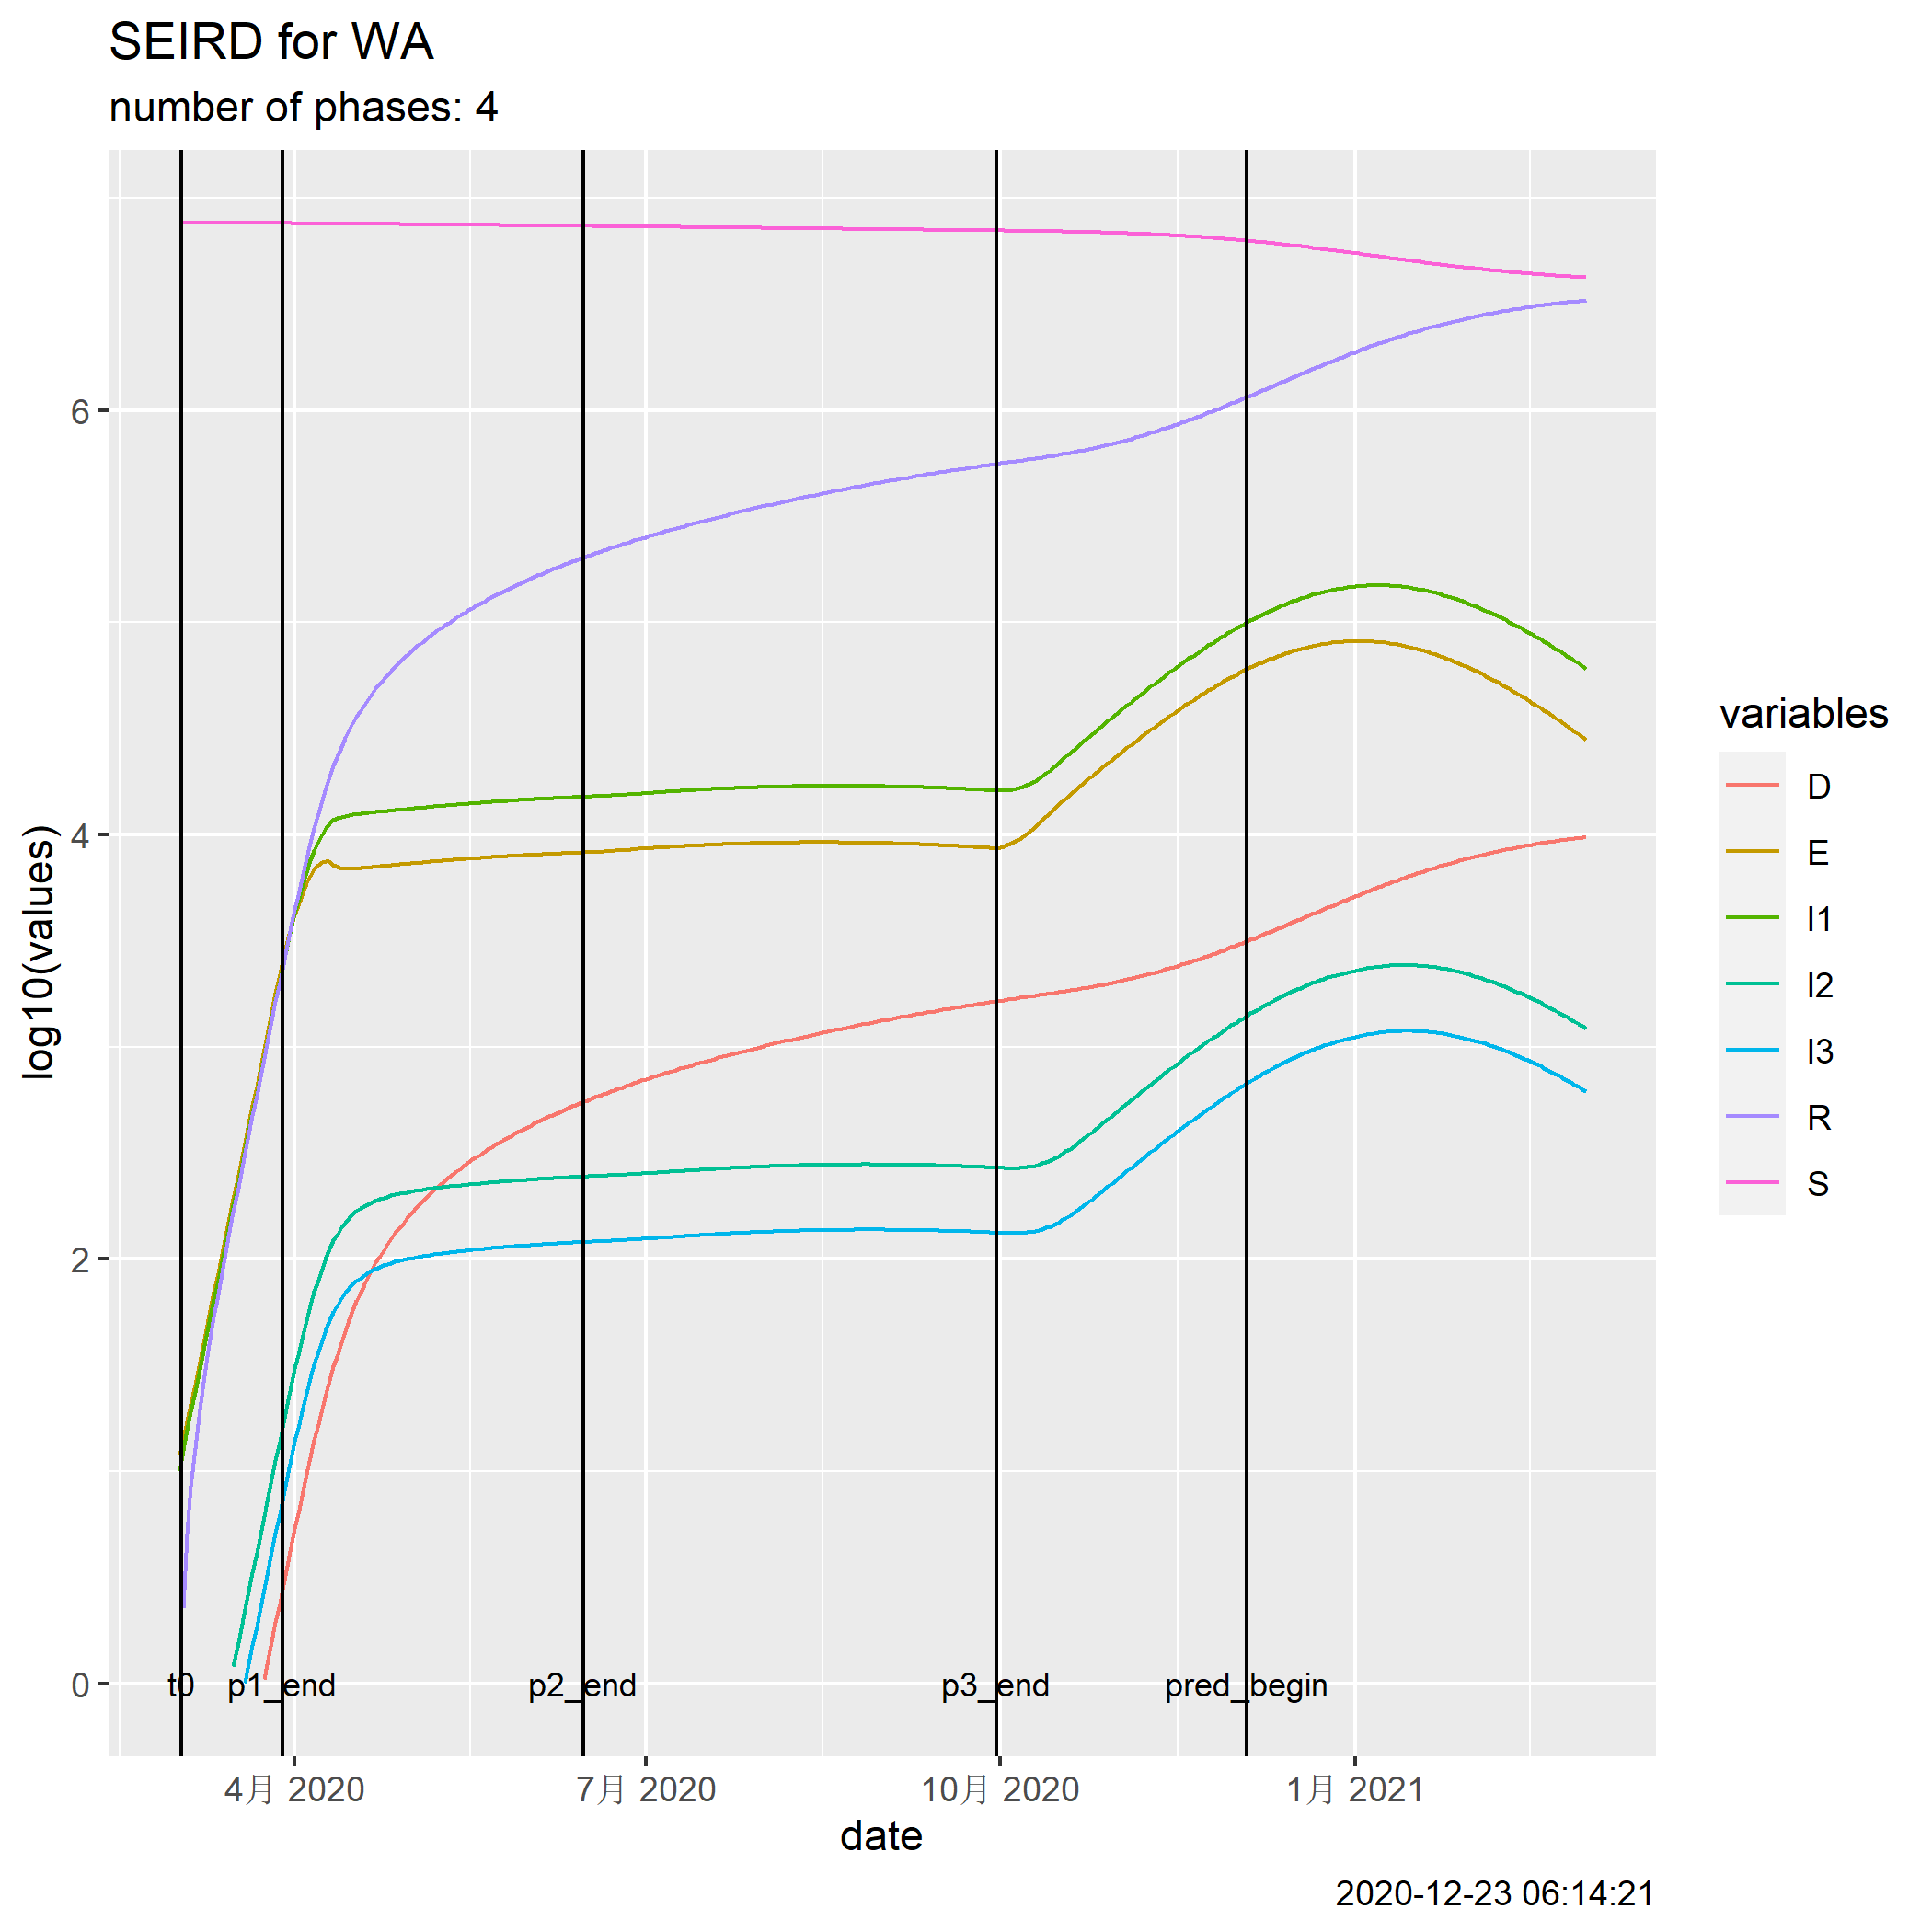 SEIRD for WA
number of phases: 4
log10(values)
6
4
2
0
t0
p1_end
p2_end
p3_end
pred_begin
4月 2020
7月 2020
10月 2020
1月 2021
date
variables
D
E
I1
I2
I3
R
S
2020-12-23 06:14:21